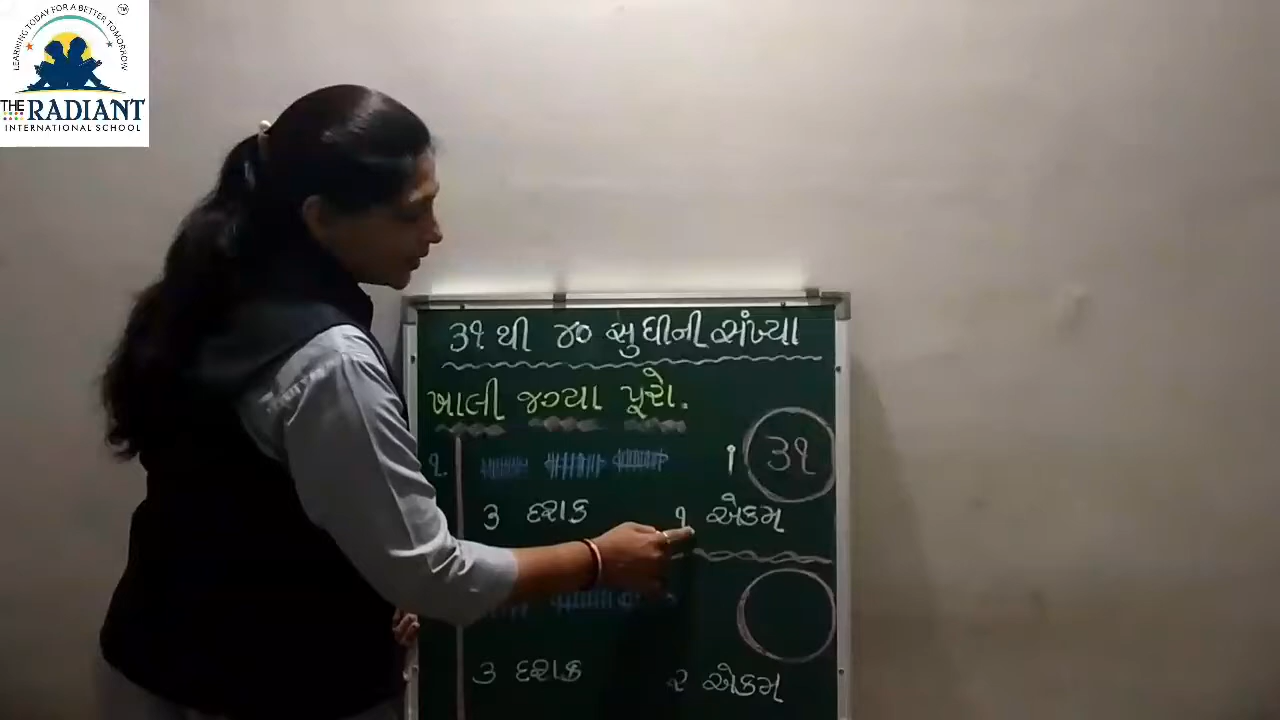 LEARNING TODAY FOR A BETTER TOMORROW
THE RADIANT
INTERNATIONAL SCHOOL
૩૧ થી ૪૦ સુધીની સંખ્યા
ખાલી જગ્યા પૂરો.
૧.
૩૧
૩ દશક ૧ એકમ
૩ દશક ૨ એકમ